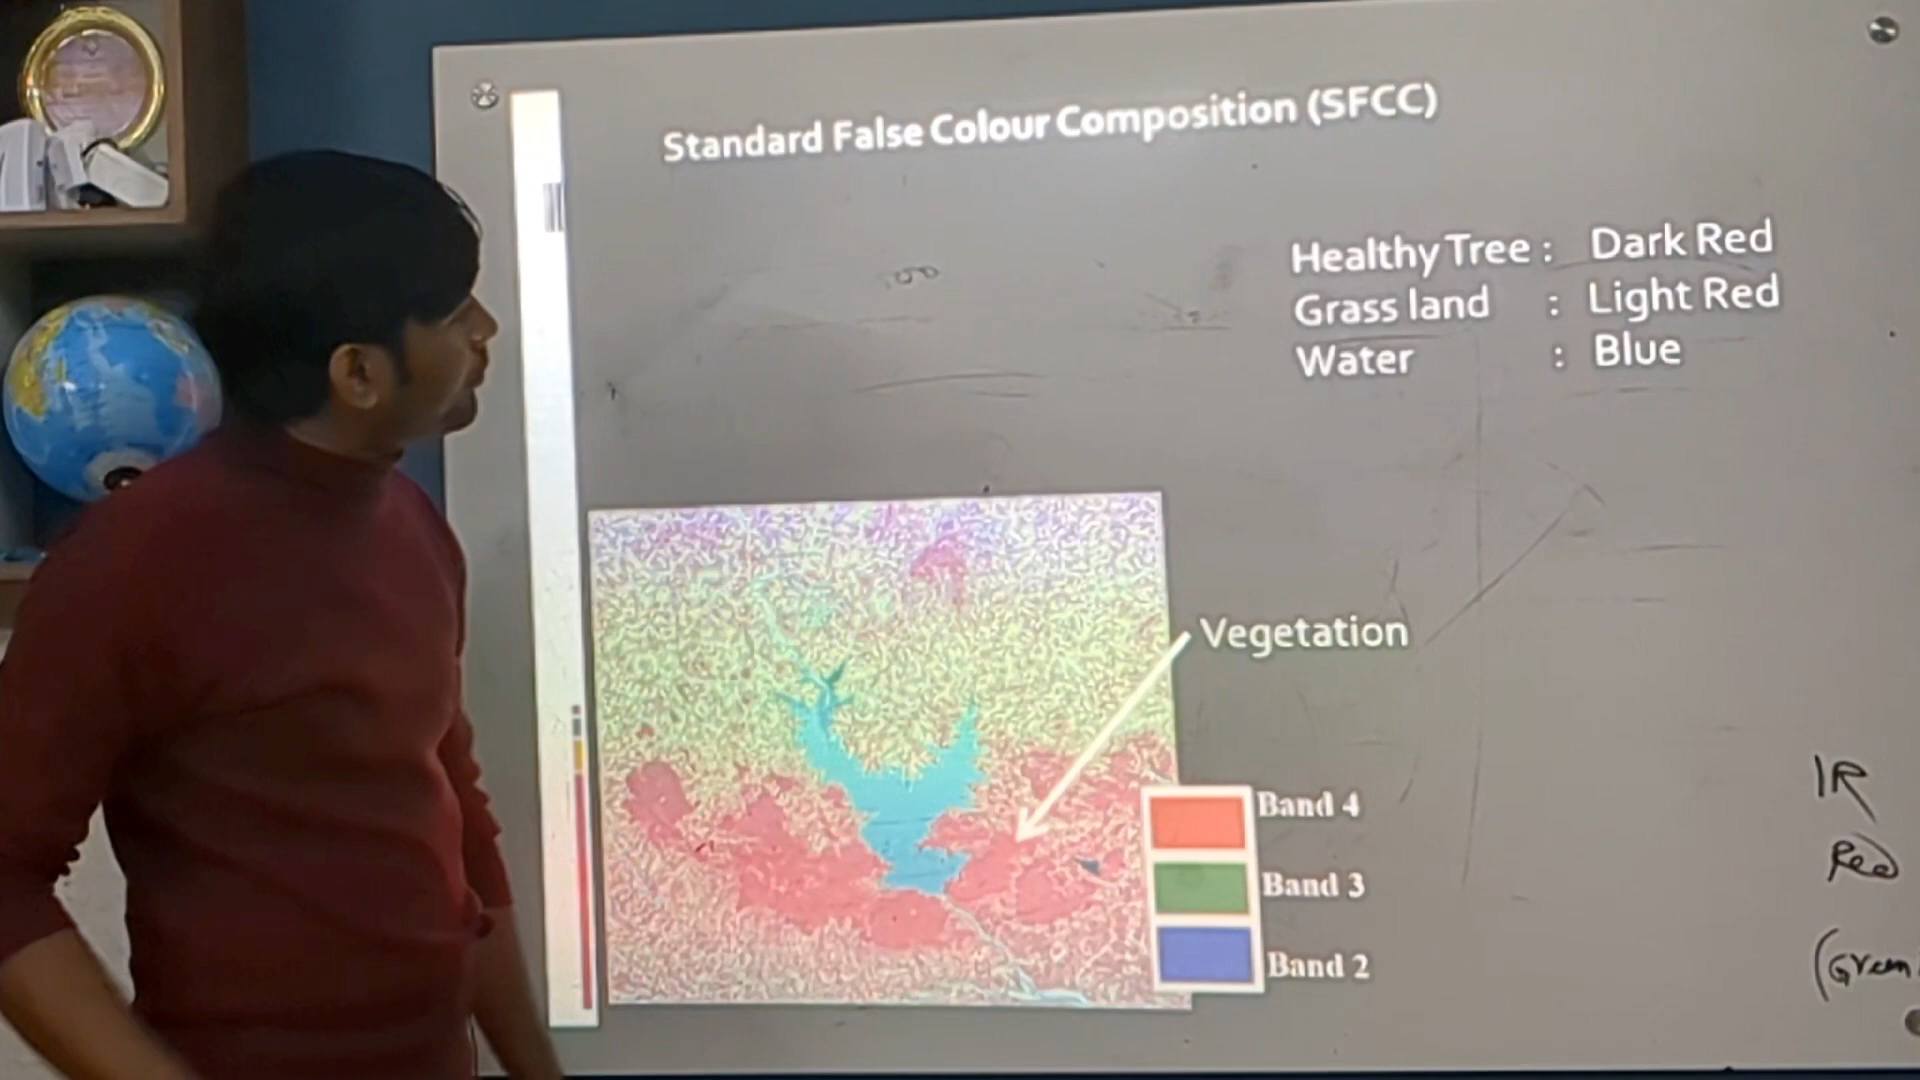 Standard False Colour Composition (SFCC)
Healthy Tree : Dark Red
Grass land : Light Red
Water : Blue
Vegetation
Band 4
Band 3
Band 2
IR
Red
(Green